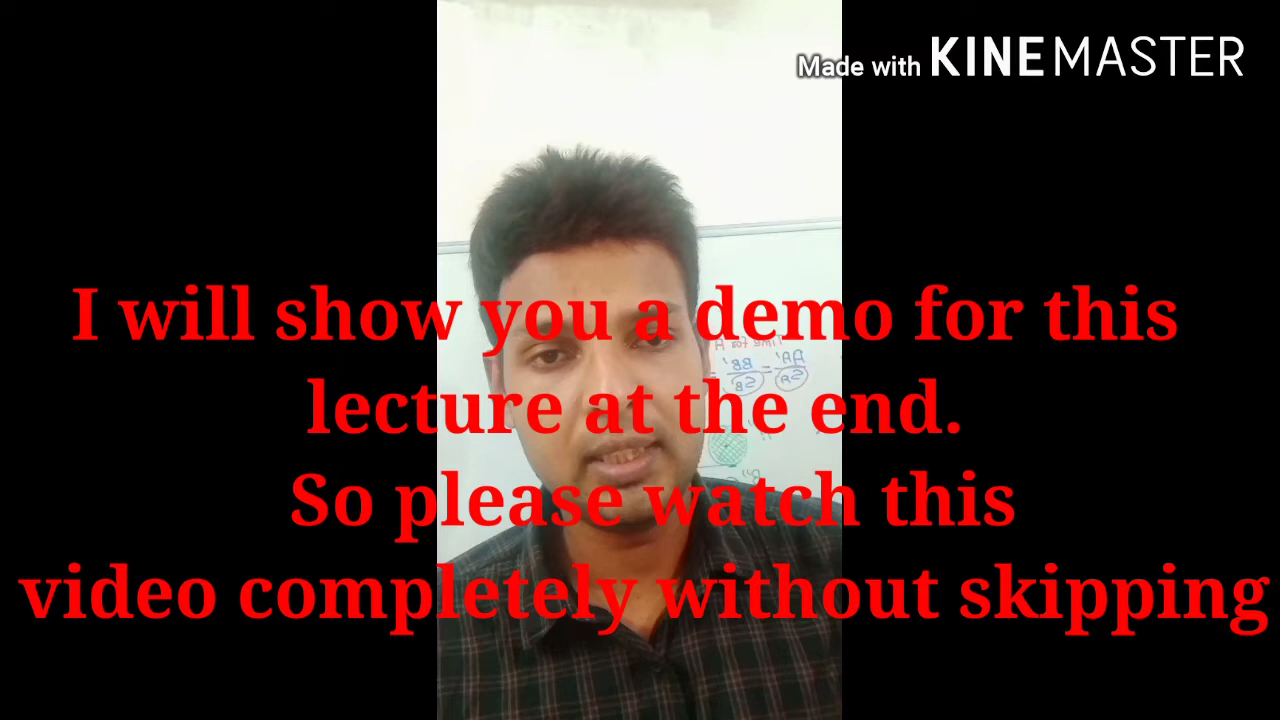 Made with KINEMASTER
I will show you a demo for this
lecture at the end.
So please watch this
video completely without skipping